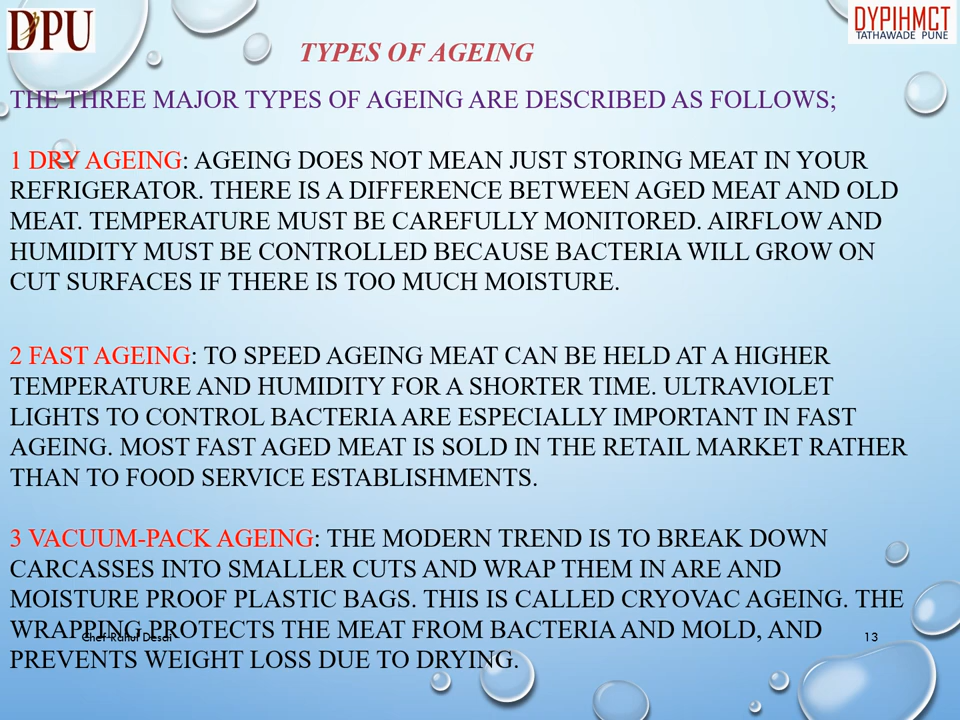 DPU
DYPIHMCT
TATHAWADE PUNE
TYPES OF AGEING
THE THREE MAJOR TYPES OF AGEING ARE DESCRIBED AS FOLLOWS;
1 DRY AGEING: AGEING DOES NOT MEAN JUST STORING MEAT IN YOUR
REFRIGERATOR. THERE IS A DIFFERENCE BETWEEN AGED MEAT AND OLD
MEAT. TEMPERATURE MUST BE CAREFULLY MONITORED. AIRFLOW AND
HUMIDITY MUST BE CONTROLLED BECAUSE BACTERIA WILL GROW ON
CUT SURFACES IF THERE IS TOO MUCH MOISTURE.
2 FAST AGEING: TO SPEED AGEING MEAT CAN BE HELD AT A HIGHER
TEMPERATURE AND HUMIDITY FOR A SHORTER TIME. ULTRAVIOLET
LIGHTS TO CONTROL BACTERIA ARE ESPECIALLY IMPORTANT IN FAST
AGEING. MOST FAST AGED MEAT IS SOLD IN THE RETAIL MARKET RATHER
THAN TO FOOD SERVICE ESTABLISHMENTS.
3 VACUUM-PACK AGEING: THE MODERN TREND IS TO BREAK DOWN
CARCASSES INTO SMALLER CUTS AND WRAP THEM IN ARE AND
MOISTURE PROOF PLASTIC BAGS. THIS IS CALLED CRYOVAC AGEING. THE
WRAPPING PROTECTS THE MEAT FROM BACTERIA AND MOLD, AND
PREVENTS WEIGHT LOSS DUE TO DRYING.
Chef Rahul Desai
13